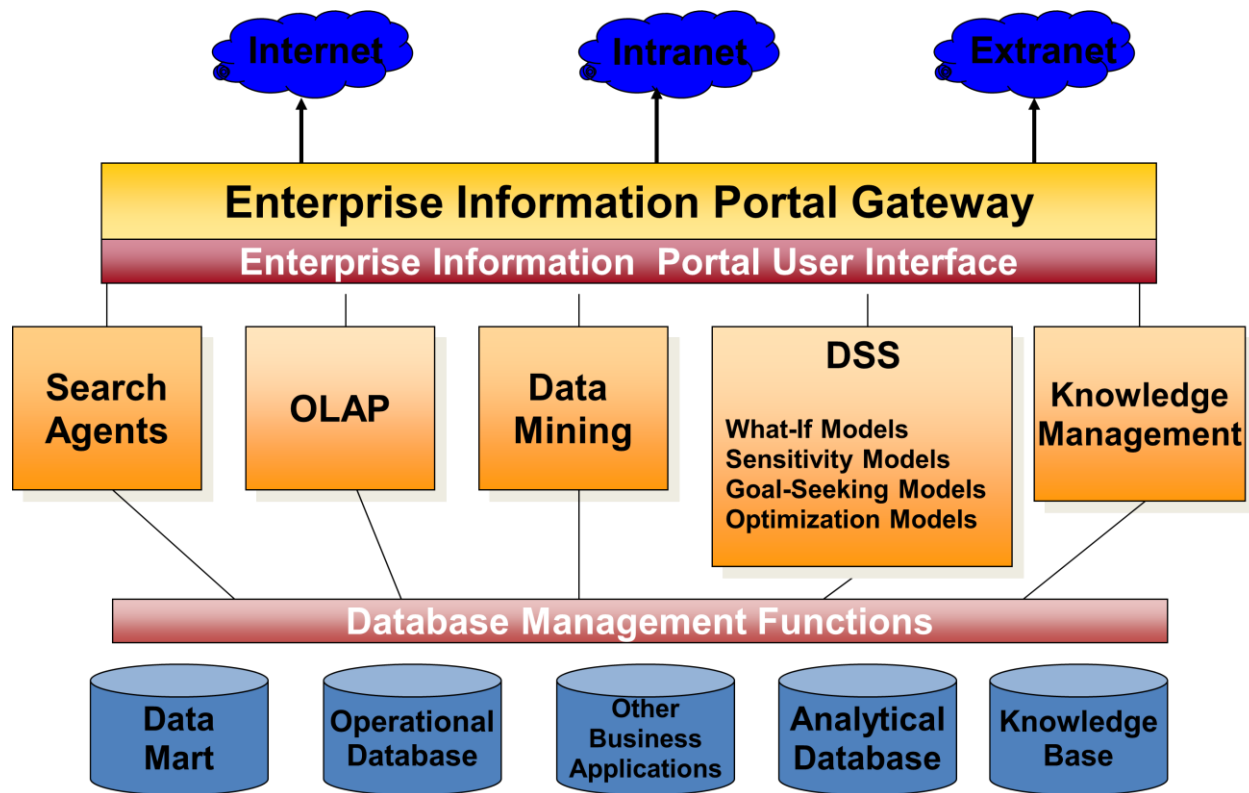 Internet
Intranet
Extranet
Enterprise Information Portal Gateway
Enterprise Information Portal User Interface
Search
Agents
OLAP
Data
Mining
DSS
What-If Models
Sensitivity Models
Goal-Seeking Models
Optimization Models
Knowledge
Management
Database Management Functions
Data
Mart
Operational
Database
Other
Business
Applications
Analytical
Database
Knowledge
Base